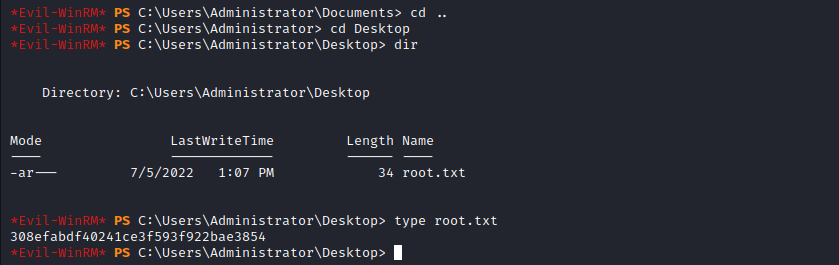 *Evil-WinRM* PS C:\Users\Administrator\Documents> cd ..
*Evil-WinRM* PS C:\Users\Administrator> cd Desktop
*Evil-WinRM* PS C:\Users\Administrator\Desktop> dir
Directory: C:\Users\Administrator\Desktop
Mode LastWriteTime Length Name
---- ------------- ------ ----
-ar--- 7/5/2022 1:07 PM 34 root.txt
*Evil-WinRM* PS C:\Users\Administrator\Desktop> type root.txt
308efabdf40241ce3f593f922bae3854
*Evil-WinRM* PS C:\Users\Administrator\Desktop>